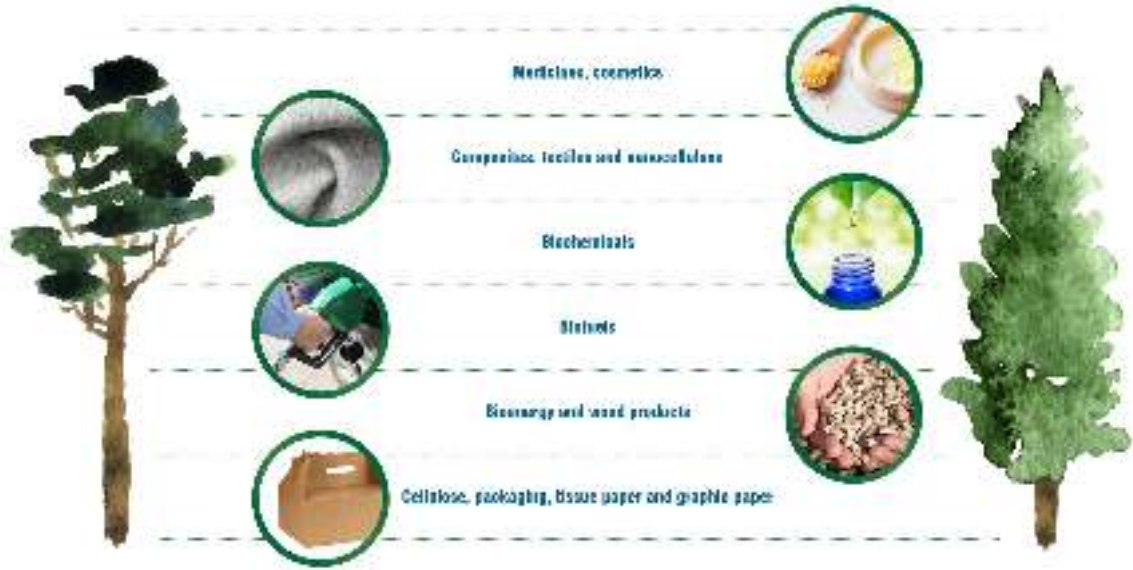 Medicines, cosmetics
Composites, textiles and nanocellulose
Biochemicals
Biofuels
Bioenergy and wood products
Cellulose, packaging, tissue paper and graphic paper